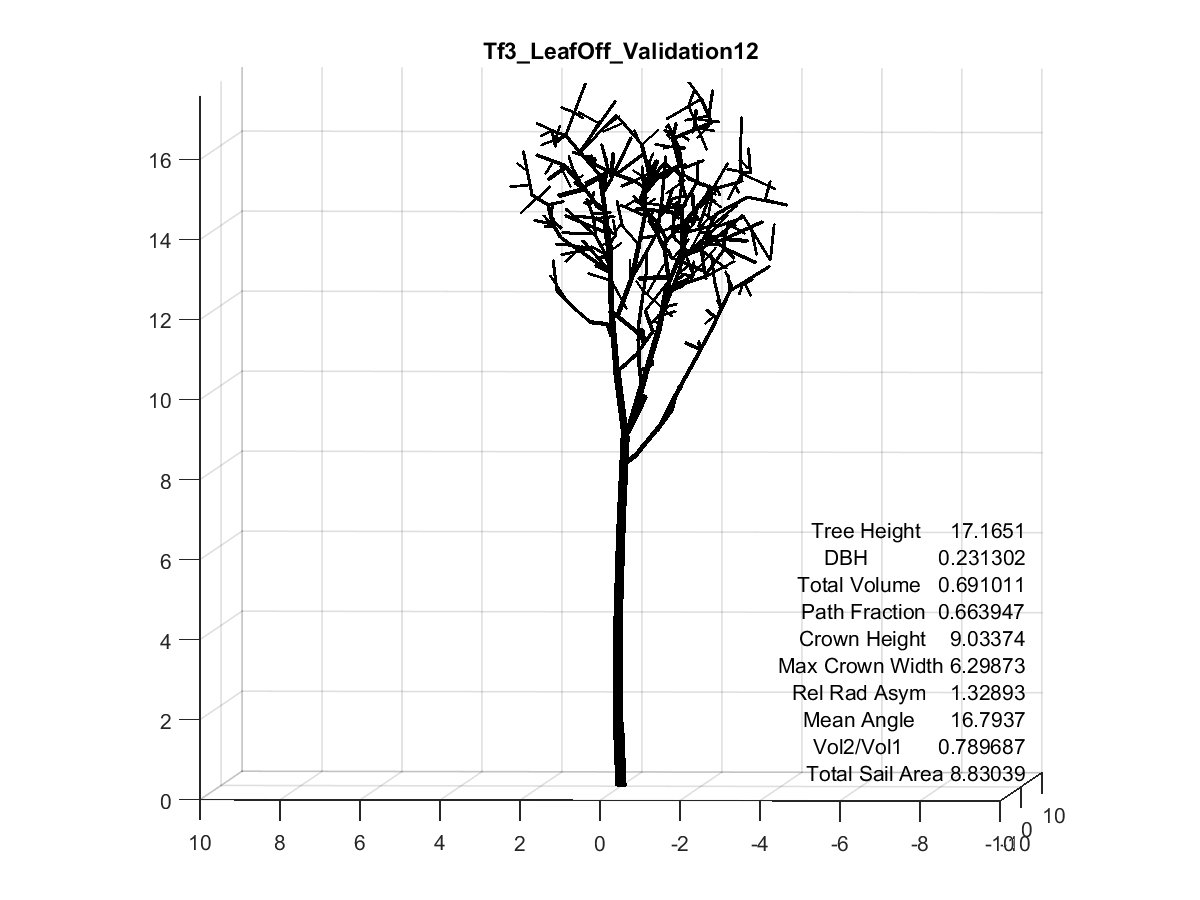 Tf3_LeafOff_Validation12
16
14
12
10
8
6
4
2
0
Tree Height 17.1651
DBH 0.231302
Total Volume 0.691011
Path Fraction 0.663947
Crown Height 9.03374
Max Crown Width 6.29873
Rel Rad Asym 1.32893
Mean Angle 16.7937
Vol2/Vol1 0.789687
Total Sail Area 8.83039
10 8 6 4 2 0 -2 -4 -6 -8 -10
-10 0 10